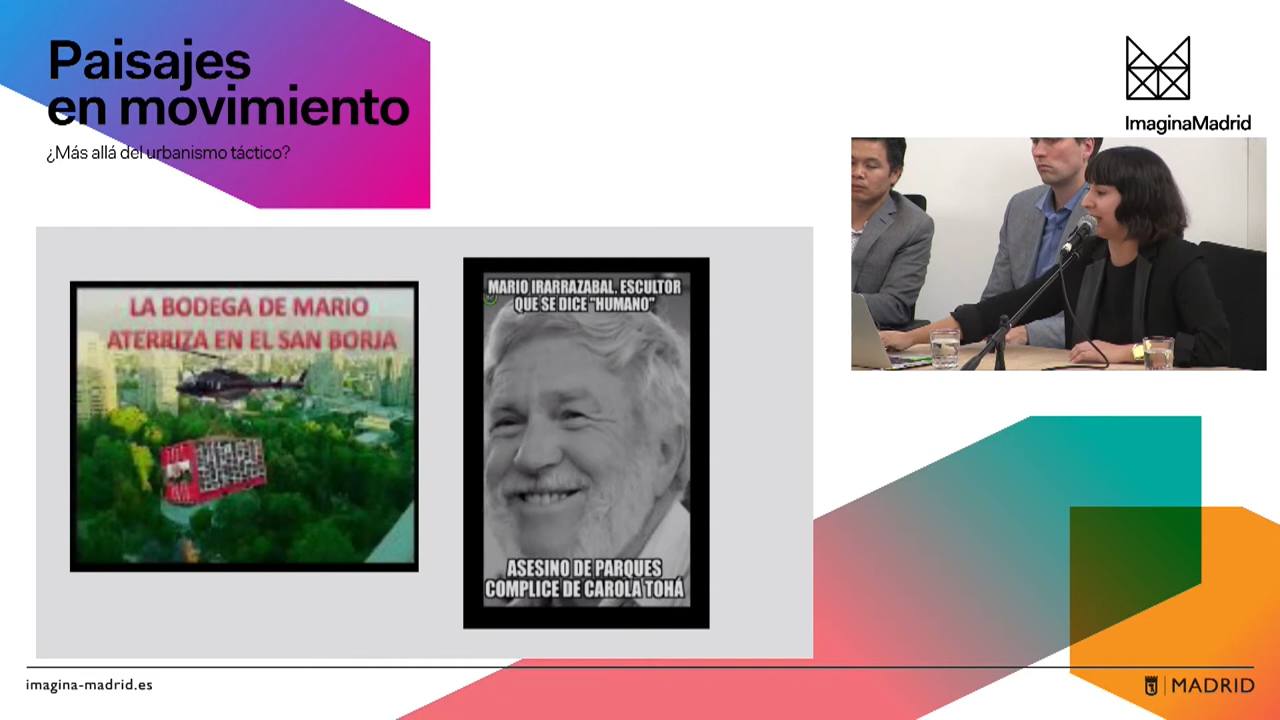 Paisajes
en movimiento
¿Más allá del urbanismo táctico?
ImaginaMadrid
LA BODEGA DE MARIO
ATERRIZA EN EL SAN BORJA
MARIO IRARRAZABAL. ESCULTOR
QUE SE DICE "HUMANO"
ASESINO DE PARQUES
COMPLICE DE CAROLA TOHÁ
imagina-madrid.es
MADRID